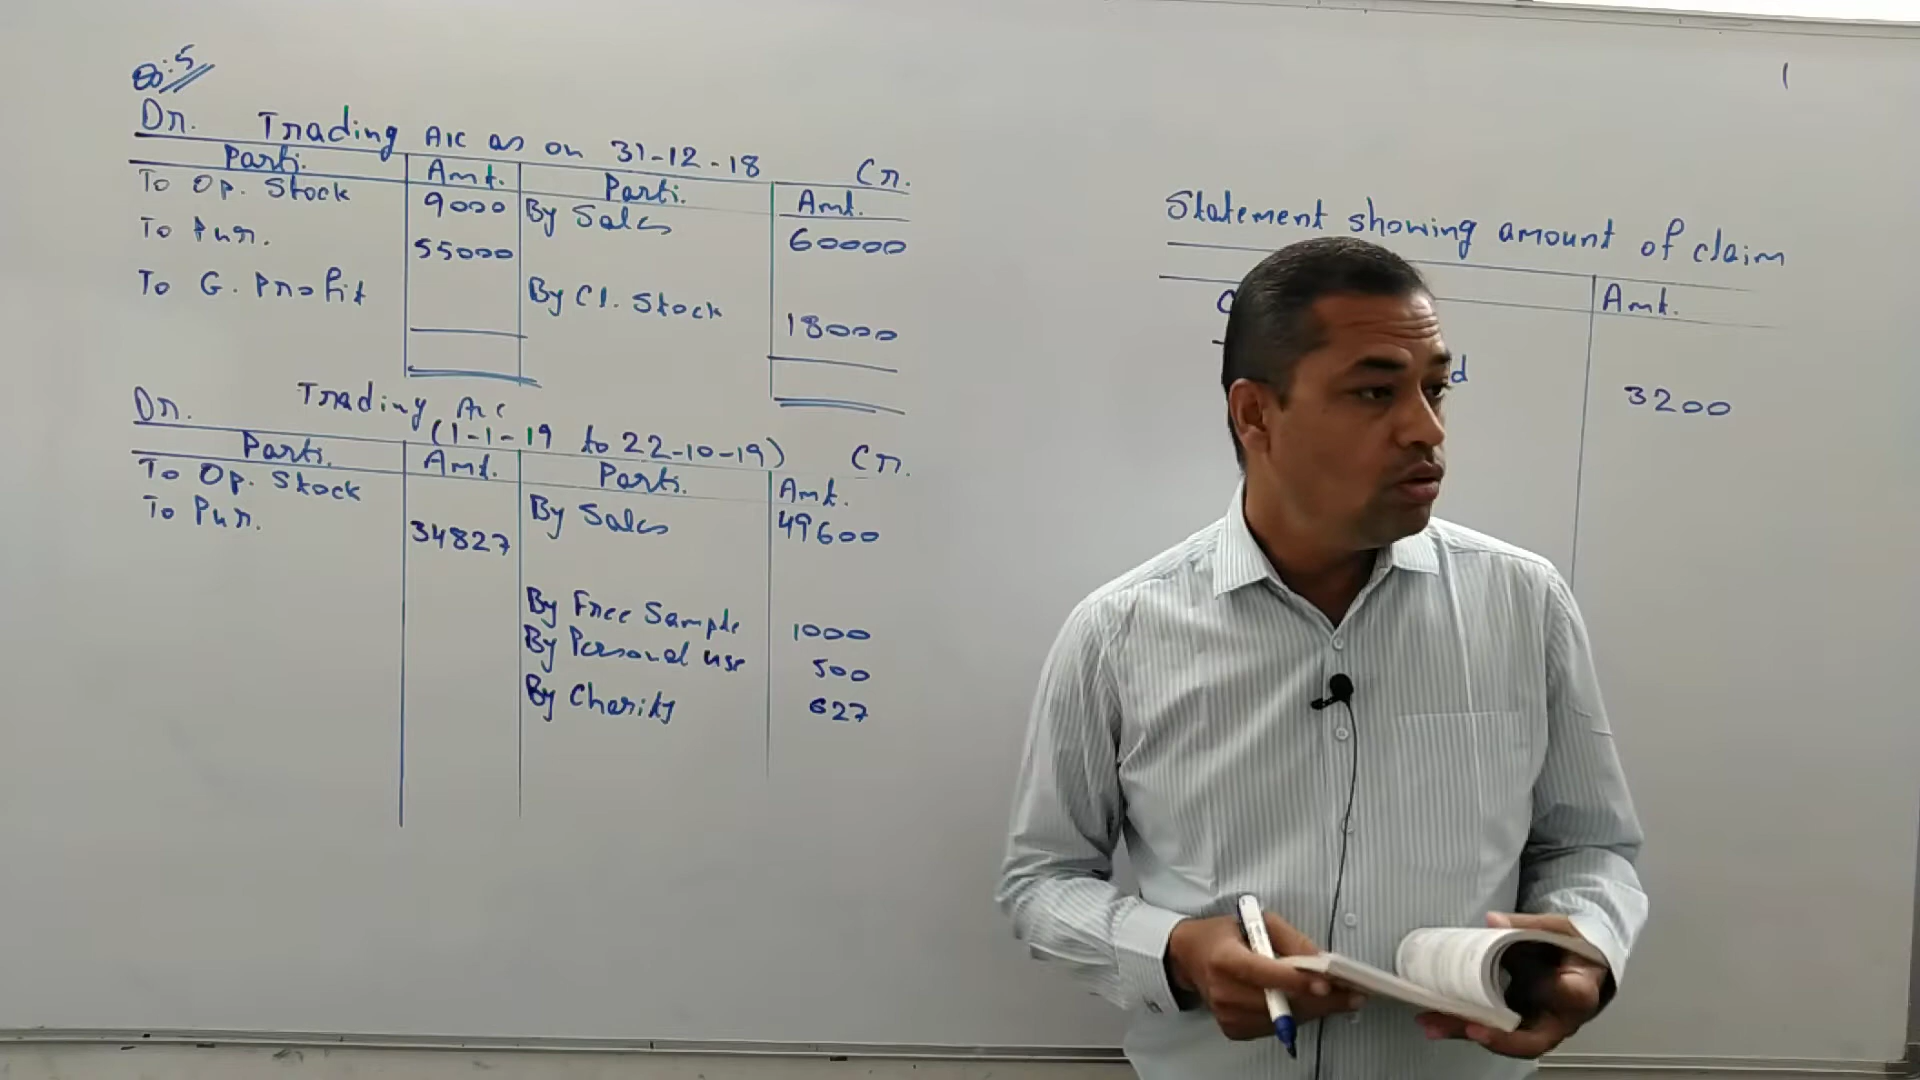 Q:5
Dr. Trading A/c as on 31-12-18 Cr.
Parti. Amt. Parti. Amt.
To Op. Stock 9000 By Sales 60000
To Pur. 55000
To G. Profit By Cl. Stock 18000
Trading A/c
Dr. (1-1-19 to 22-10-19) Cr.
Parti. Amt. Parti. Amt.
To Op. Stock By Sales 49600
To Pur. 34827
By Free Sample 1000
By Personal use 500
By Charity 627
Statement showing amount of claim
Amt.
3200